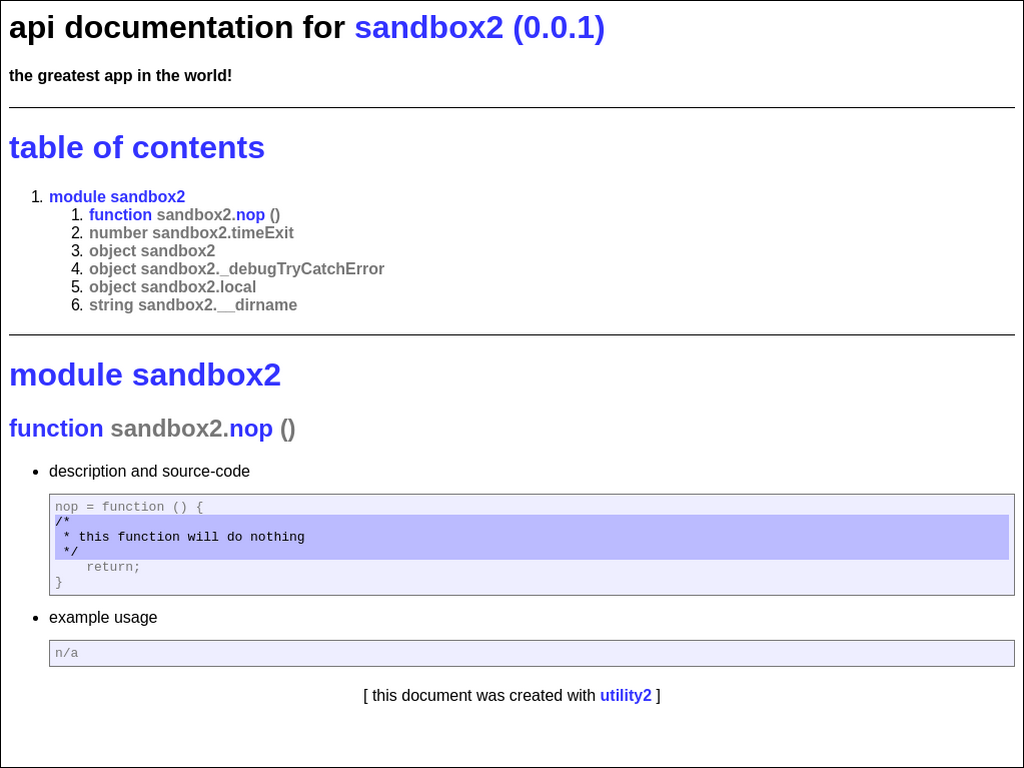 api documentation for sandbox2 (0.0.1)
the greatest app in the world!
table of contents
1. module sandbox2
1. function sandbox2.nop ()
2. number sandbox2.timeExit
3. object sandbox2
4. object sandbox2._debugTryCatchError
5. object sandbox2.local
6. string sandbox2.__dirname
module sandbox2
function sandbox2.nop ()
• description and source-code
nop = function () {
/*
 * this function will do nothing
 */
    return;
}
• example usage
n/a
[ this document was created with utility2 ]